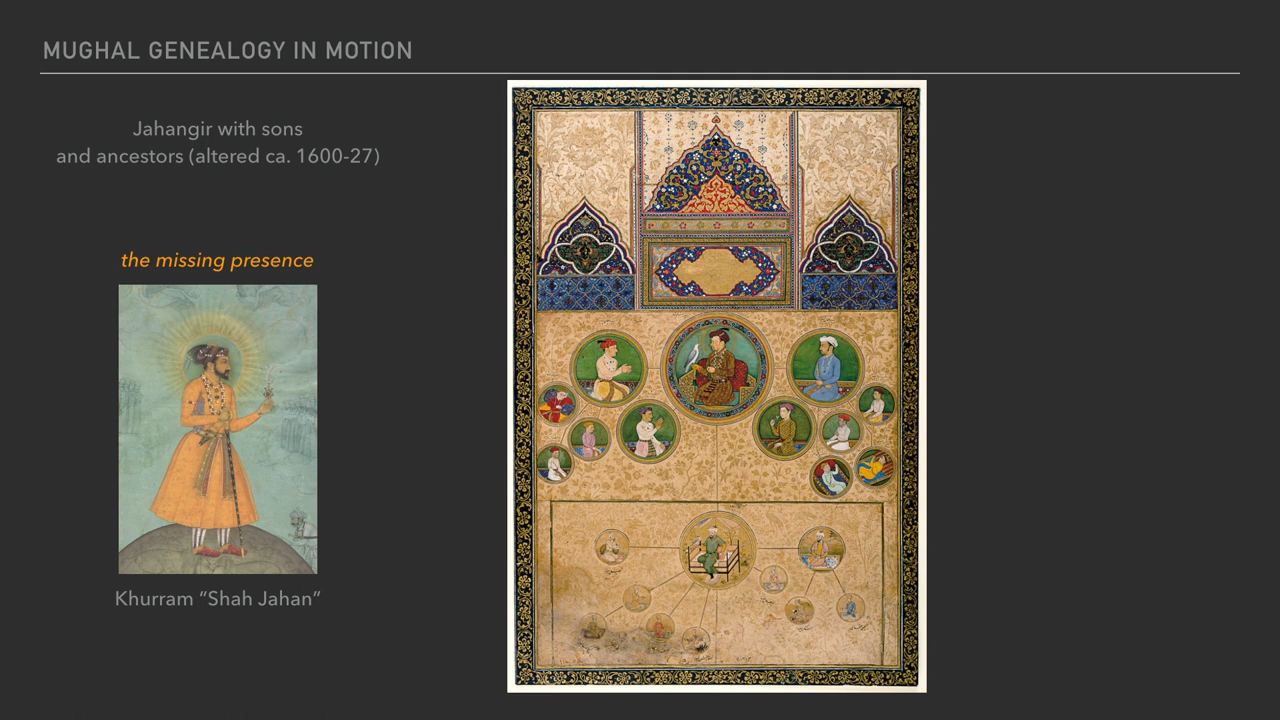 MUGHAL GENEALOGY IN MOTION
Jahangir with sons
and ancestors (altered ca. 1600-27)
the missing presence
Khurram “Shah Jahan”